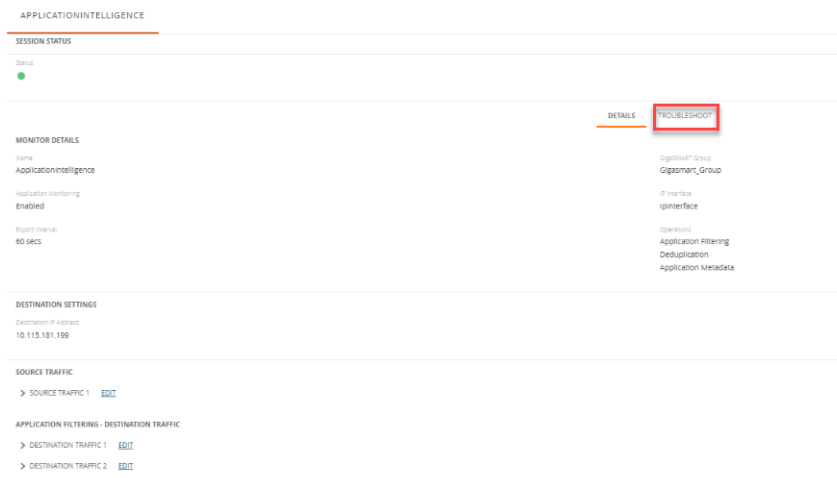 APPLICATIONINTELLIGENCE
SESSION STATUS
Status
DETAILS TROUBLESHOOT
MONITOR DETAILS
Name GigaSMART Group
Applicationintelligence Gigasmart_Group
Application Monitoring IP Interface
Enabled Ipinterface
Export Interval Operations
60 secs Application Filtering
Deduplication
Application Metadata
DESTINATION SETTINGS
Destination IP Address
10.115.181.199
SOURCE TRAFFIC
SOURCE TRAFFIC 1 EDIT
APPLICATION FILTERING - DESTINATION TRAFFIC
DESTINATION TRAFFIC 1 EDIT
DESTINATION TRAFFIC 2 EDIT